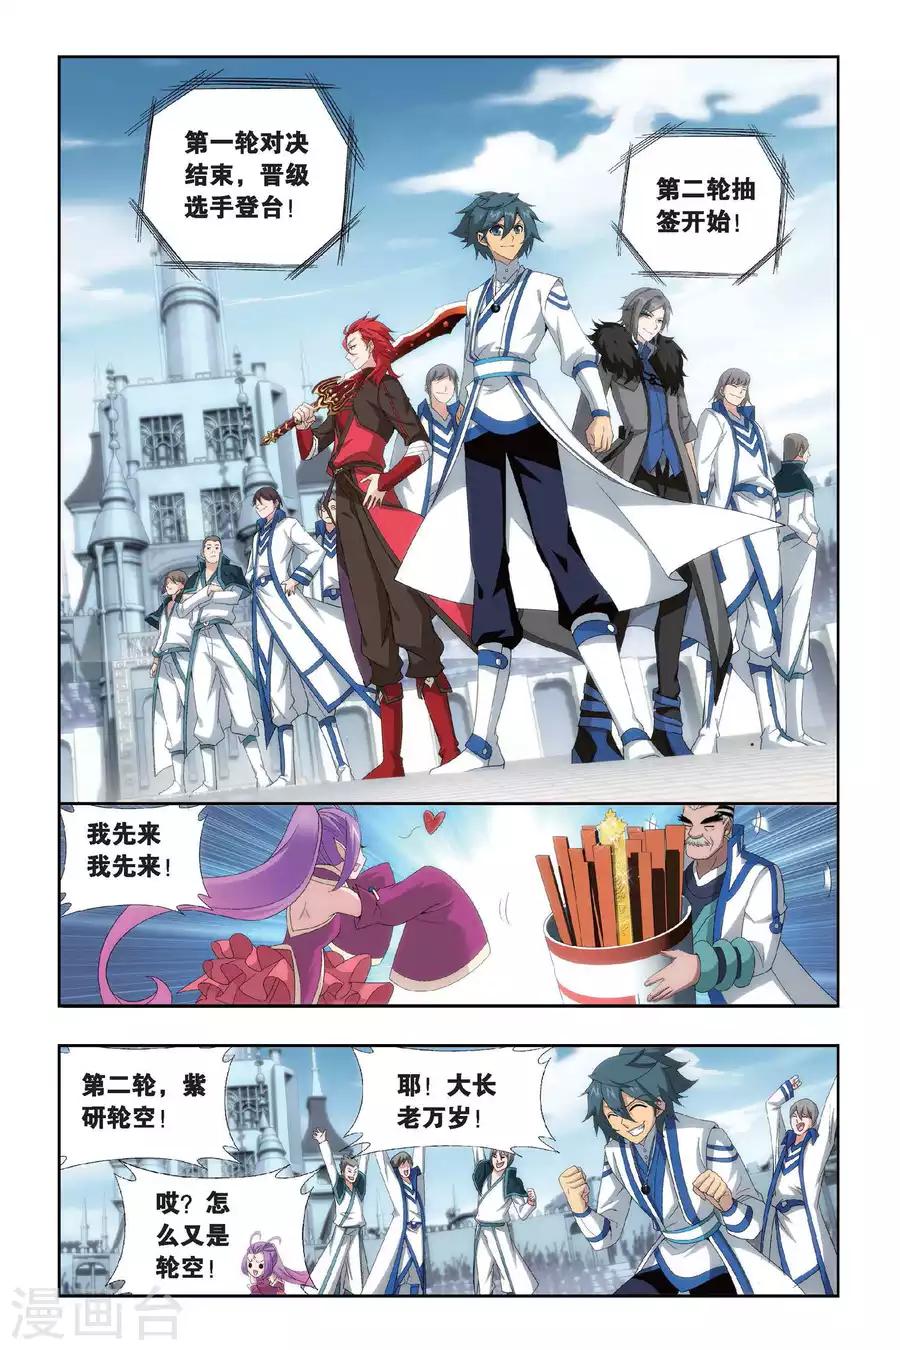 第一轮对决
结束，晋级
选手登台！
第二轮抽
签开始！
我先来
我先来！
第二轮，紫
研轮空！
耶！大长
老万岁！
哎？怎
么又是
轮空！
漫画台